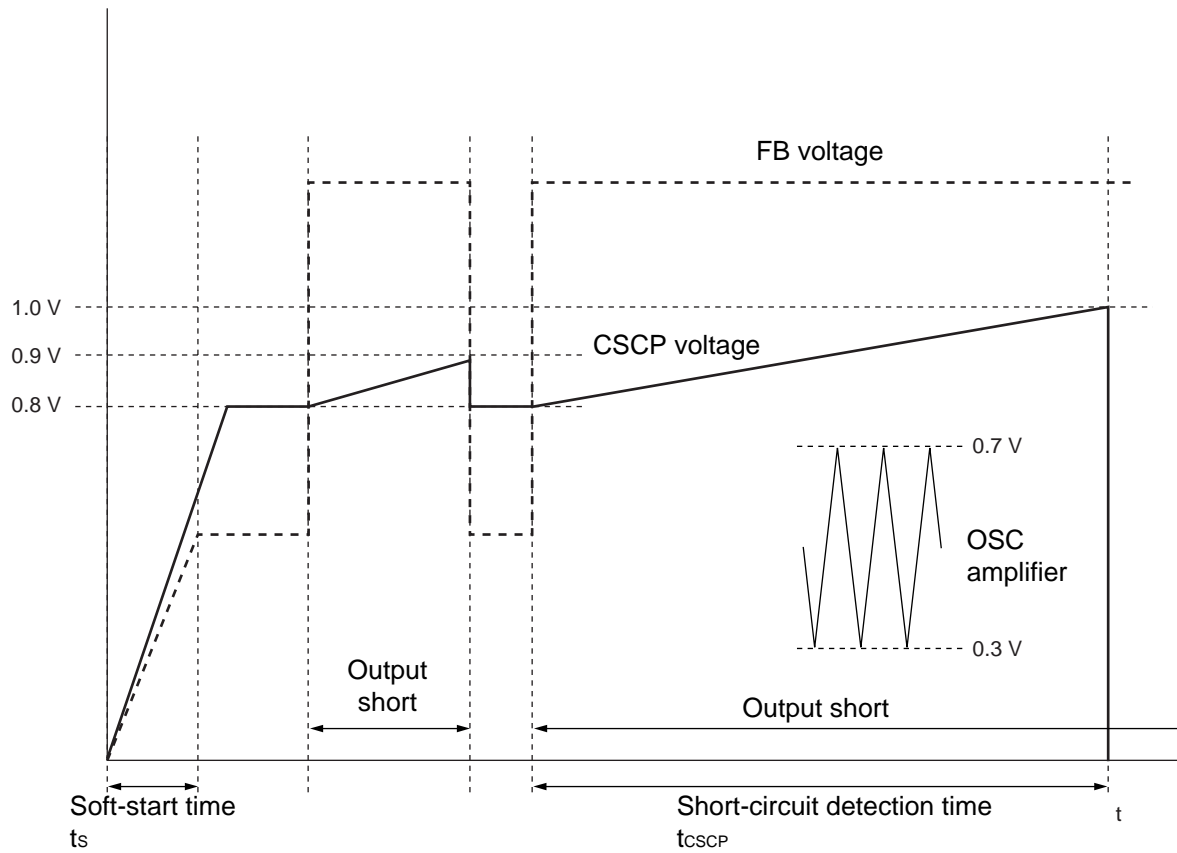 FB voltage
1.0 V
0.9 V
CSCP voltage
0.8 V
0.7 V
OSC
amplifier
0.3 V
Output
short
Output short
Soft-start time
tS
Short-circuit detection time
tCSCP
t